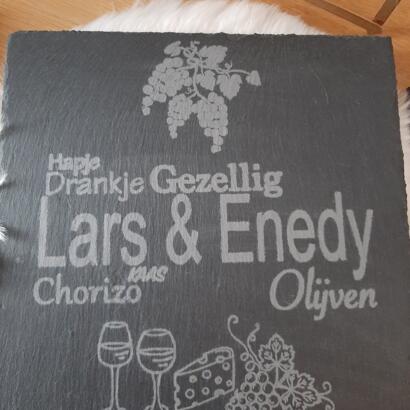 Hapje
Drankje Gezellig
Lars & Enedy
kaas
Chorizo Olijven